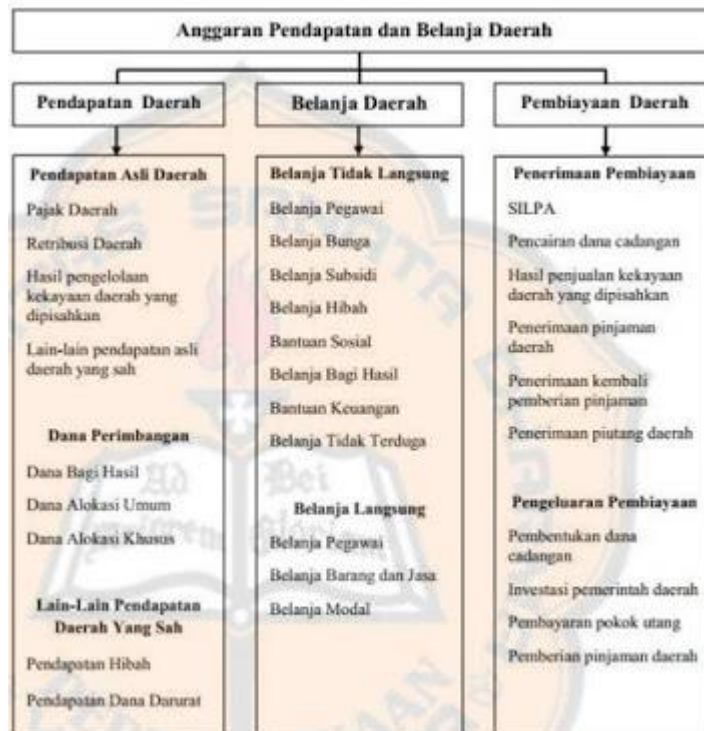 Anggaran Pendapatan dan Belanja Daerah
Pendapatan Daerah
Belanja Daerah
Pembiayaan Daerah
Pendapatan Asli Daerah
Pajak Daerah
Retribusi Daerah
Hasil pengelolaan
kekayaan daerah yang
dipisahkan
Lain-lain pendapatan asli
daerah yang sah
Dana Perimbangan
Dana Bagi Hasil
Dana Alokasi Umum
Dana Alokasi Khusus
Lain-Lain Pendapatan
Daerah Yang Sah
Pendapatan Hibah
Pendapatan Dana Darurat
Belanja Tidak Langsung
Belanja Pegawai
Belanja Bunga
Belanja Subsidi
Belanja Hibah
Bantuan Sosial
Belanja Bagi Hasil
Bantuan Keuangan
Belanja Tidak Terduga
Belanja Langsung
Belanja Pegawai
Belanja Barang dan Jasa
Belanja Modal
Penerimaan Pembiayaan
SILPA
Pencairan dana cadangan
Hasil penjualan kekayaan
daerah yang dipisahkan
Penerimaan pinjaman
daerah
Penerimaan kembali
pemberian pinjaman
Penerimaan piutang daerah
Pengeluaran Pembiayaan
Pembentukan dana
cadangan
Investasi pemerintah daerah
Pembayaran pokok utang
Pemberian pinjaman daerah
Ad
Bei